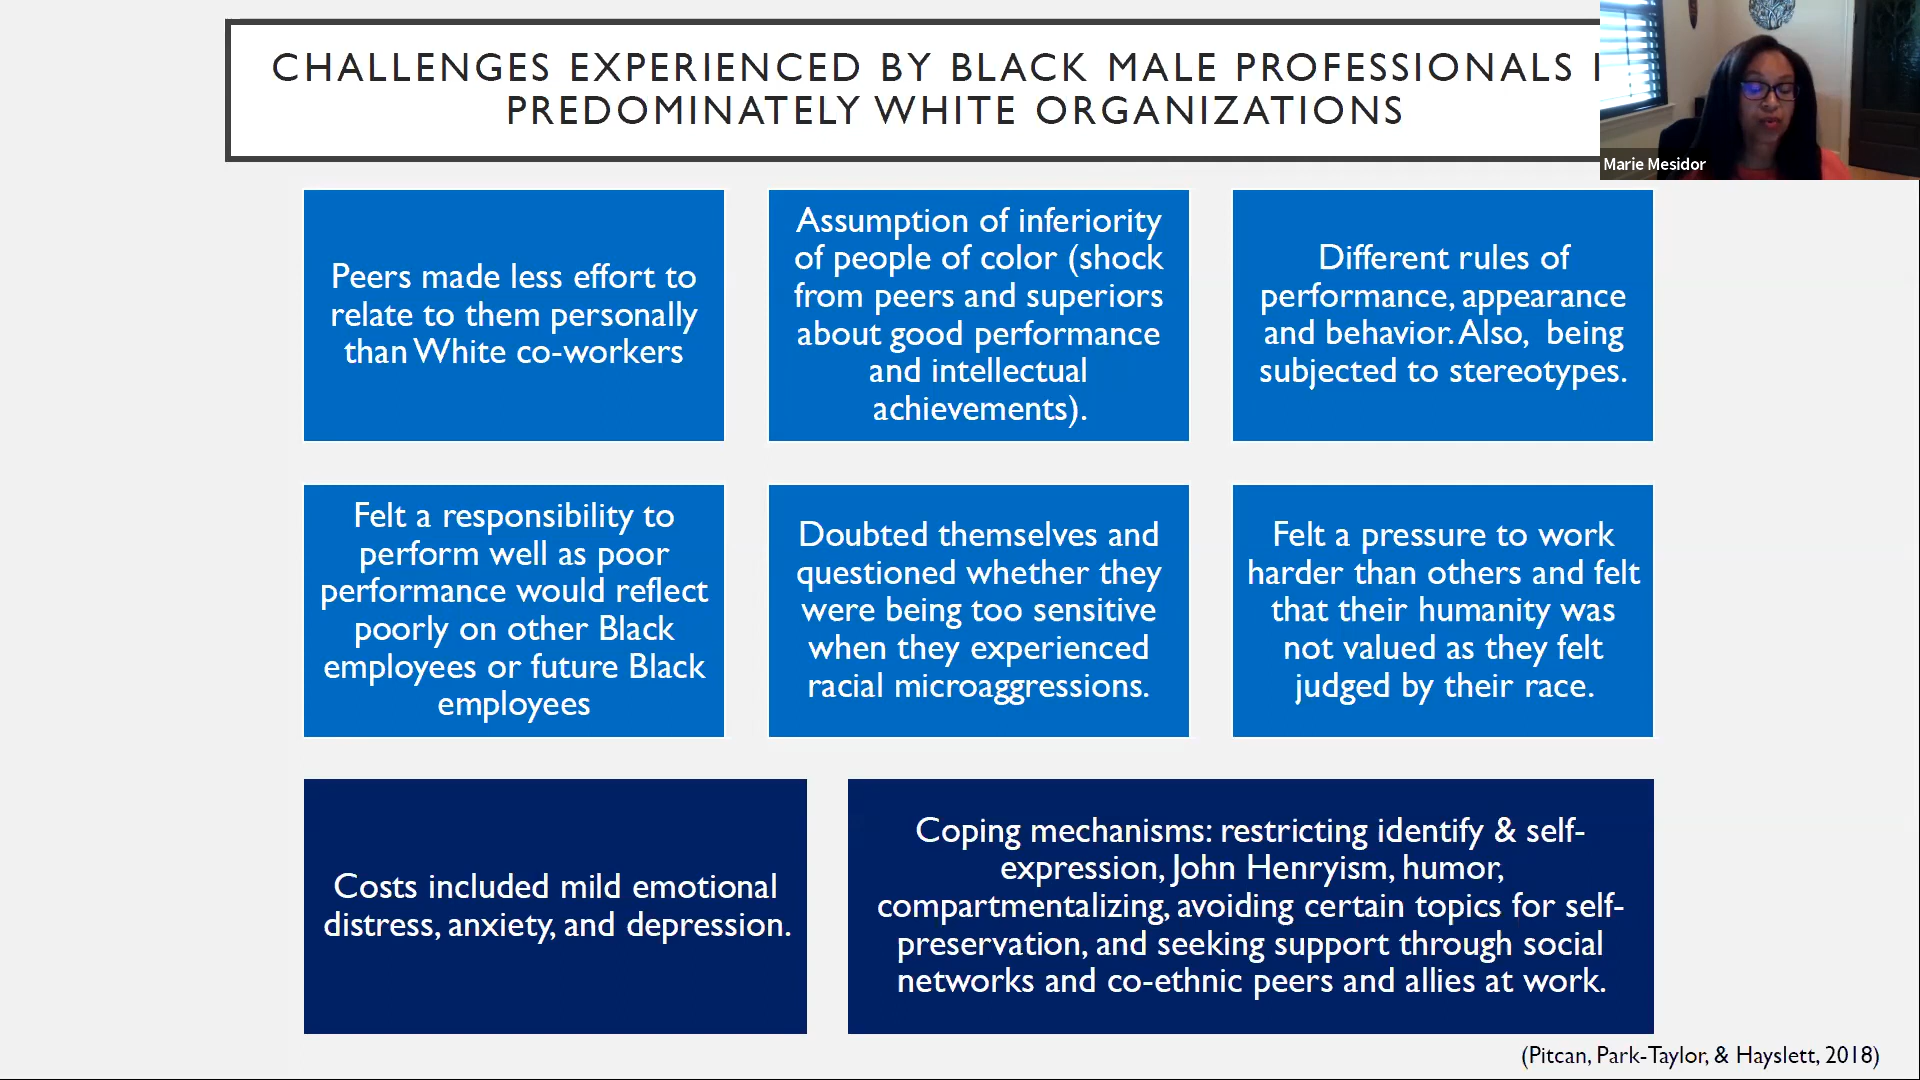 CHALLENGES EXPERIENCED BY BLACK MALE PROFESSIONALS
PREDOMINATELY WHITE ORGANIZATIONS
Marie Mesidor
Peers made less effort to
relate to them personally
than White co-workers
Assumption of inferiority
of people of color (shock
from peers and superiors
about good performance
and intellectual
achievements).
Different rules of
performance, appearance
and behavior. Also, being
subjected to stereotypes.
Felt a responsibility to
perform well as poor
performance would reflect
poorly on other Black
employees or future Black
employees
Doubted themselves and
questioned whether they
were being too sensitive
when they experienced
racial microaggressions.
Felt a pressure to work
harder than others and felt
that their humanity was
not valued as they felt
judged by their race.
Costs included mild emotional
distress, anxiety, and depression.
Coping mechanisms: restricting identify & self-
expression, John Henryism, humor,
compartmentalizing, avoiding certain topics for self-
preservation, and seeking support through social
networks and co-ethnic peers and allies at work.
(Pitcan, Park-Taylor, & Hayslett, 2018)